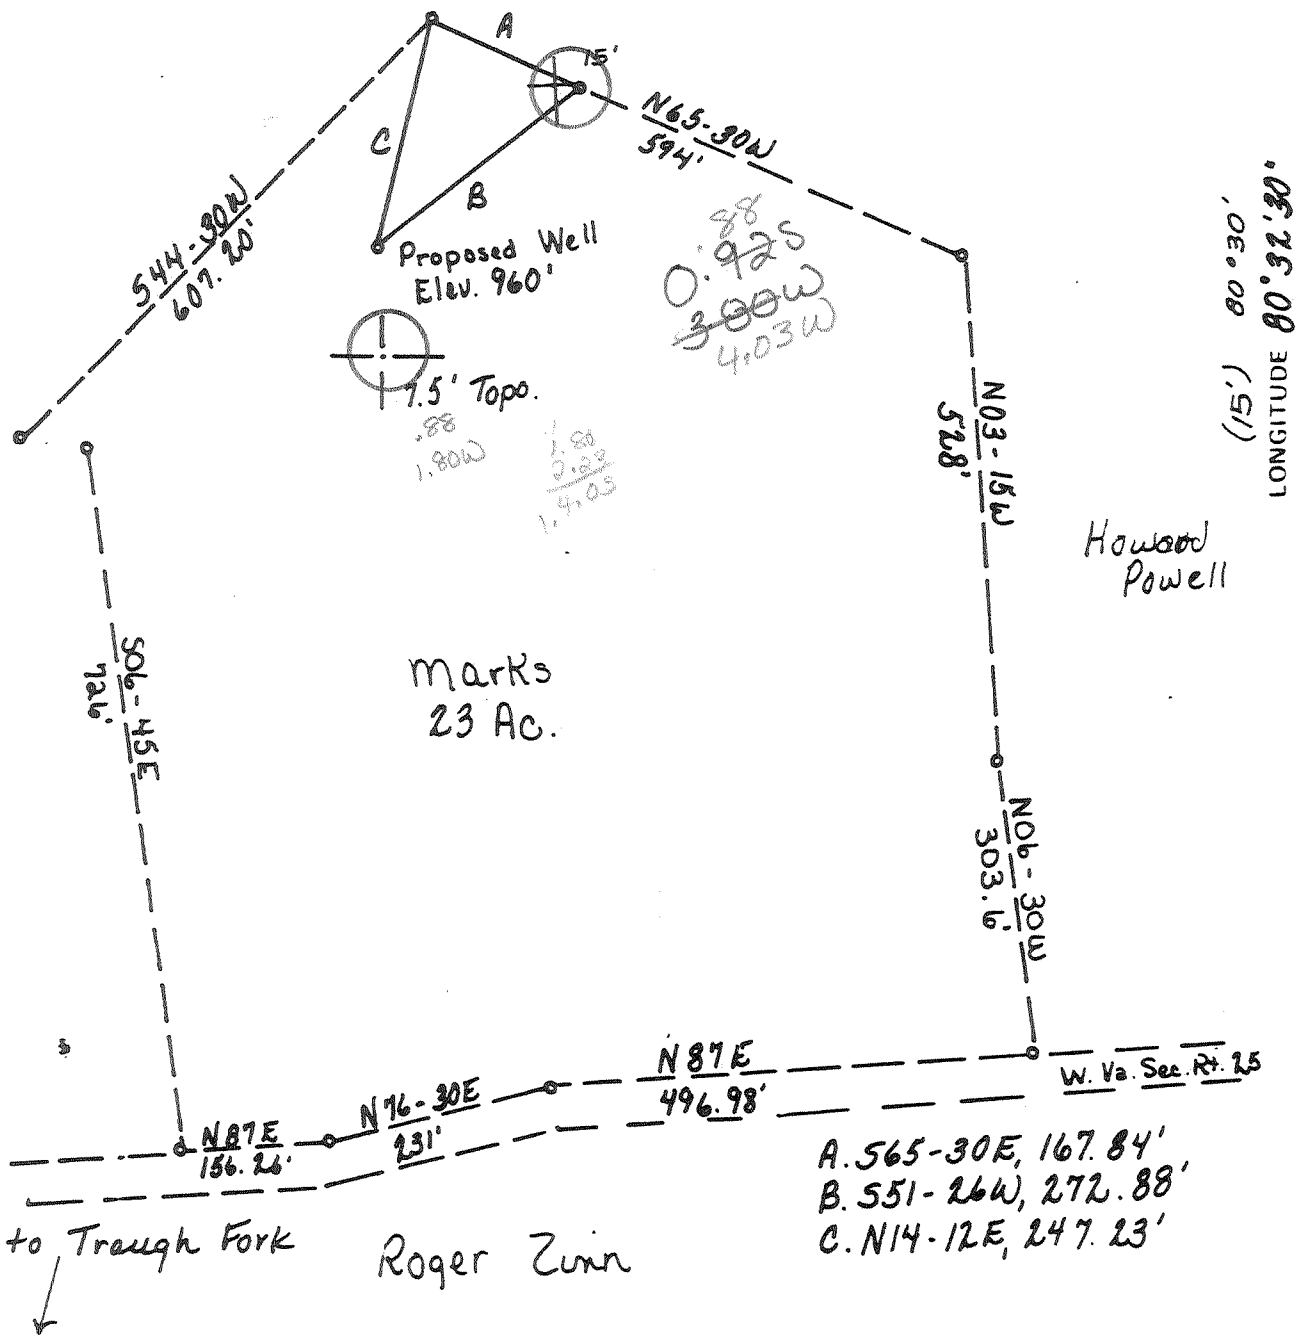 A
15'
N65-30W
594'
C
B
S44-30W
607.20'
Proposed Well
Elev. 960'
.88
0.92S
3.00W
4.03W
80°30'
(15')
LONGITUDE 80°32'30"
7.5' Topo.
.88
1.80W
1.80
2.23
4.03
N03-15W
528'
Howard
Powell
S06-45E
726'
Marks
23 Ac.
N06-30W
303.6'
N87E
496.98'
W. Va. Sec. Rt. 25
N76-30E
231'
N87E
156.26'
A. S65-30E, 167.84'
B. S51-26W, 272.88'
C. N14-12E, 247.23'
to Trough Fork
Roger Zinn